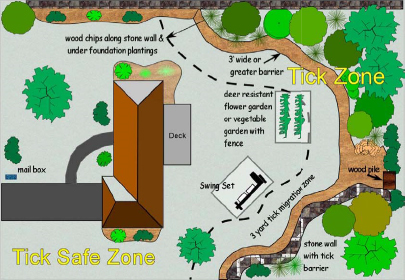 wood chips along stone wall &
under foundation plantings
3' wide or
greater barrier
Tick Zone
deer resistant
flower garden
or vegetable
garden with
fence
Deck
mail box
wood pile
Swing Set
3 yard tick migration zone
stone wall
with tick
barrier
Tick Safe Zone